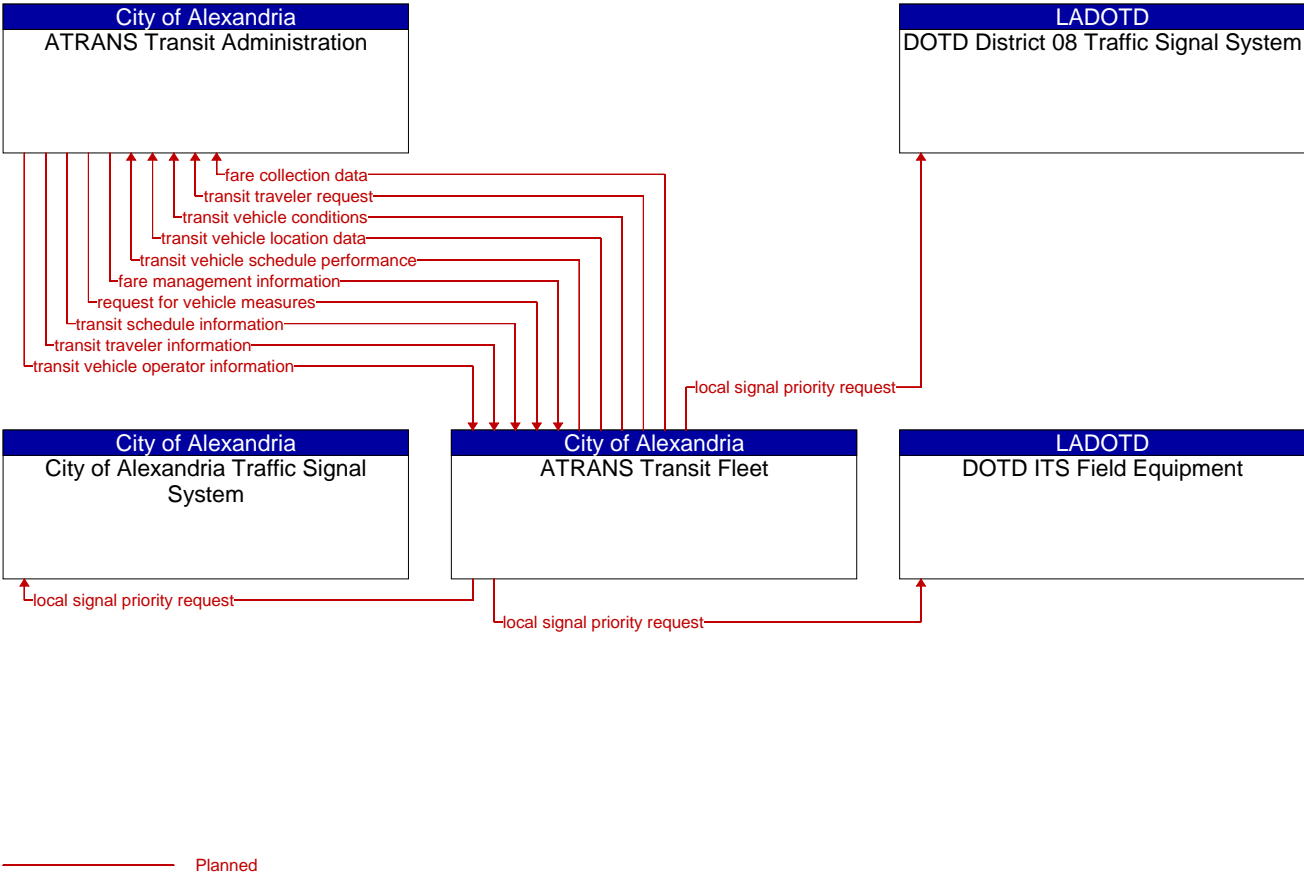 City of Alexandria
ATRANS Transit Administration
LADOTD
DOTD District 08 Traffic Signal System
fare collection data
transit traveler request
transit vehicle conditions
transit vehicle location data
transit vehicle schedule performance
fare management information
request for vehicle measures
transit schedule information
transit traveler information
transit vehicle operator information
local signal priority request
City of Alexandria
City of Alexandria Traffic Signal
System
City of Alexandria
ATRANS Transit Fleet
LADOTD
DOTD ITS Field Equipment
local signal priority request
local signal priority request
Planned